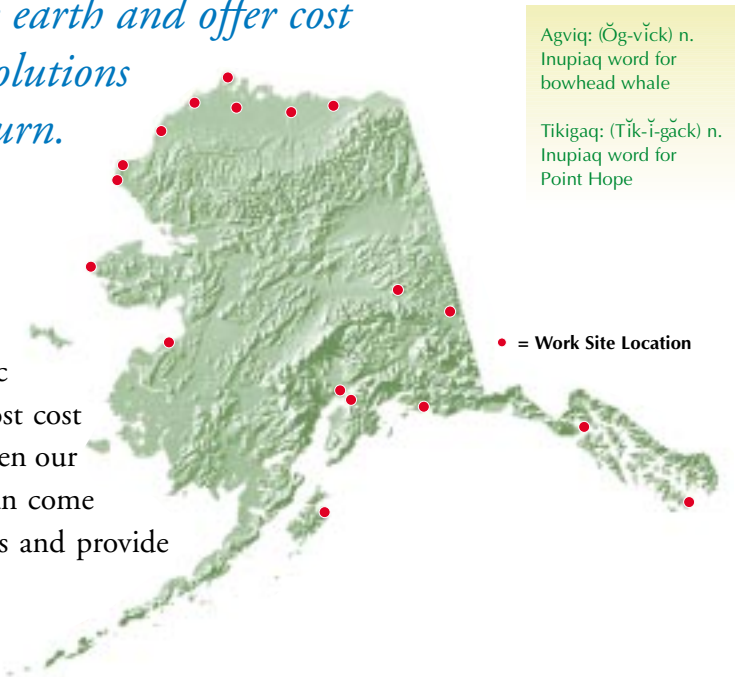 earth and offer cost
olutions
urn.
Agviq: (Ŏg-vĭck) n.
Inupiaq word for
bowhead whale
Tikigaq: (Tĭk-ĭ-găck) n.
Inupiaq word for
Point Hope
= Work Site Location
c
ost cost
en our
n come
s and provide